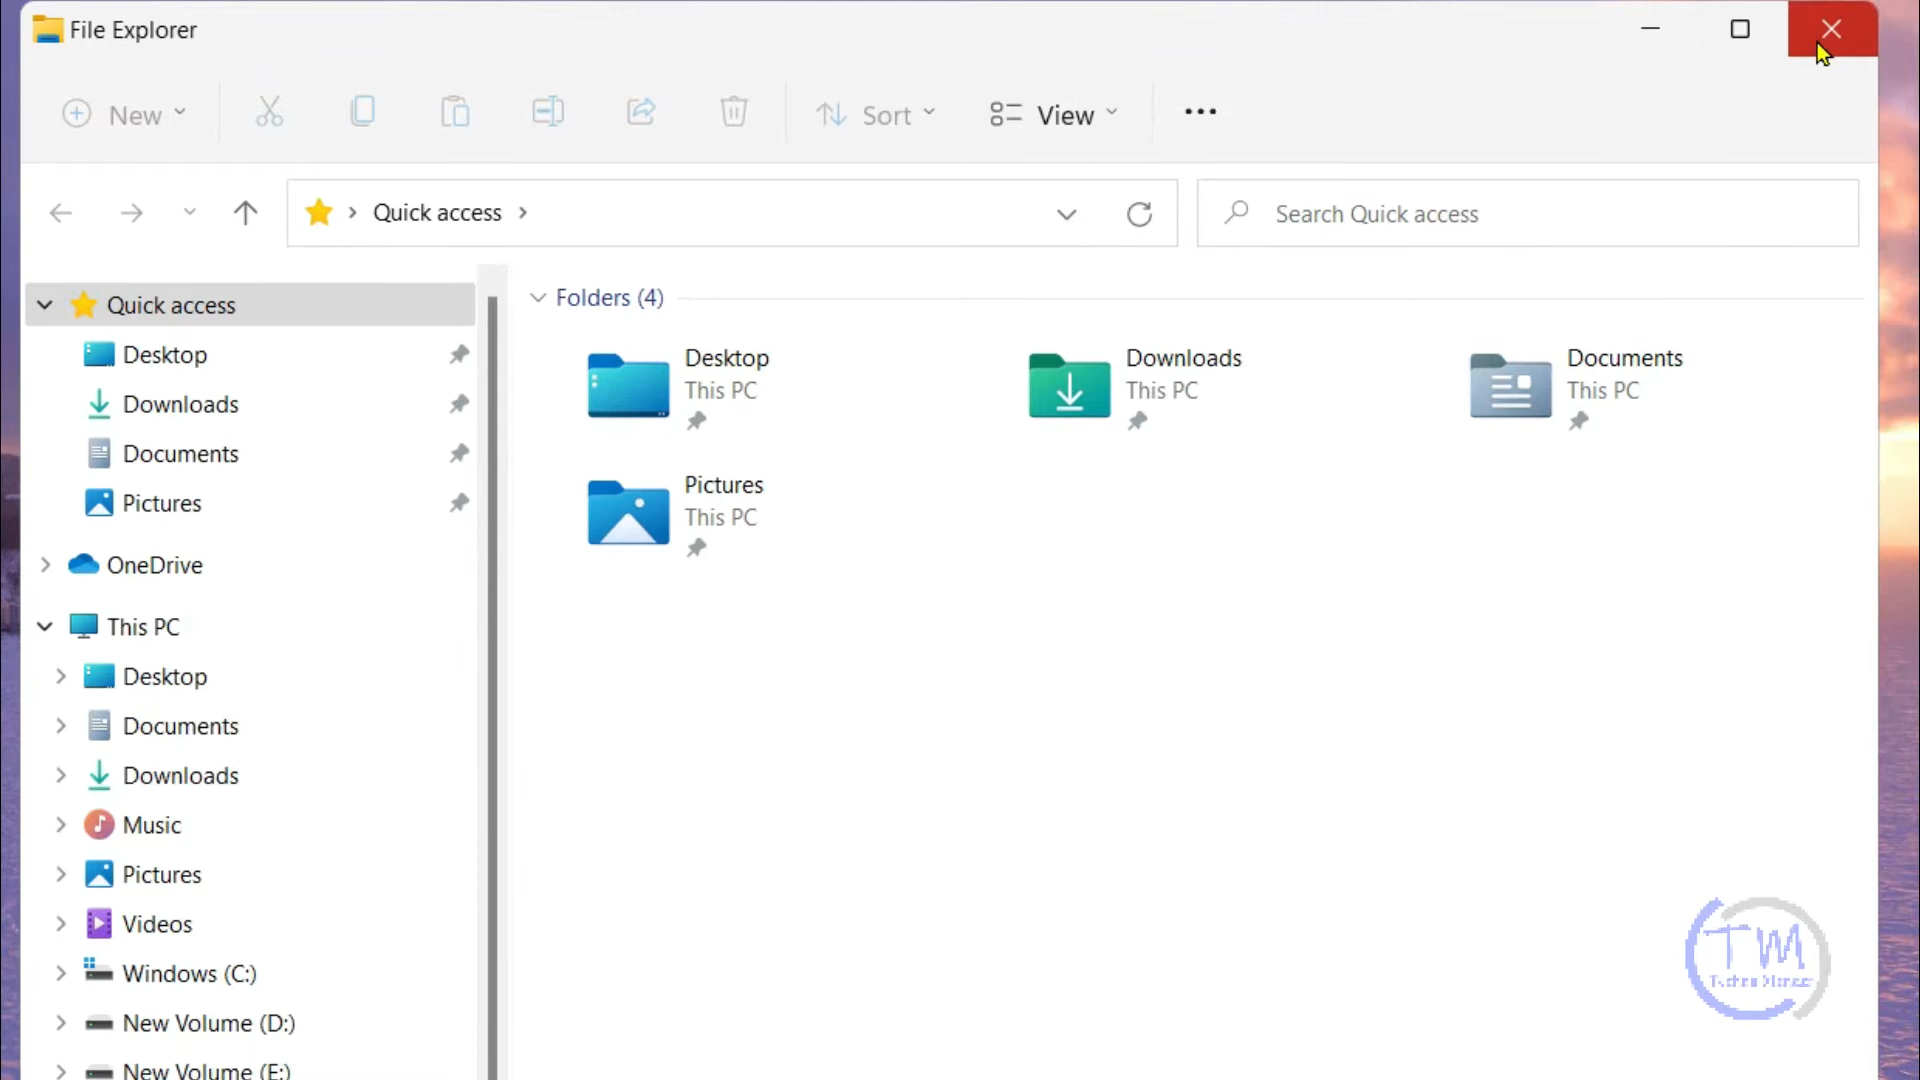 File Explorer
New
Sort
View
Quick access
Search Quick access
Quick access
Desktop
Downloads
Documents
Pictures
OneDrive
This PC
Desktop
Documents
Downloads
Music
Pictures
Videos
Windows (C:)
New Volume (D:)
New Volume (E:)
Folders (4)
Desktop
This PC
Downloads
This PC
Documents
This PC
Pictures
This PC
TM